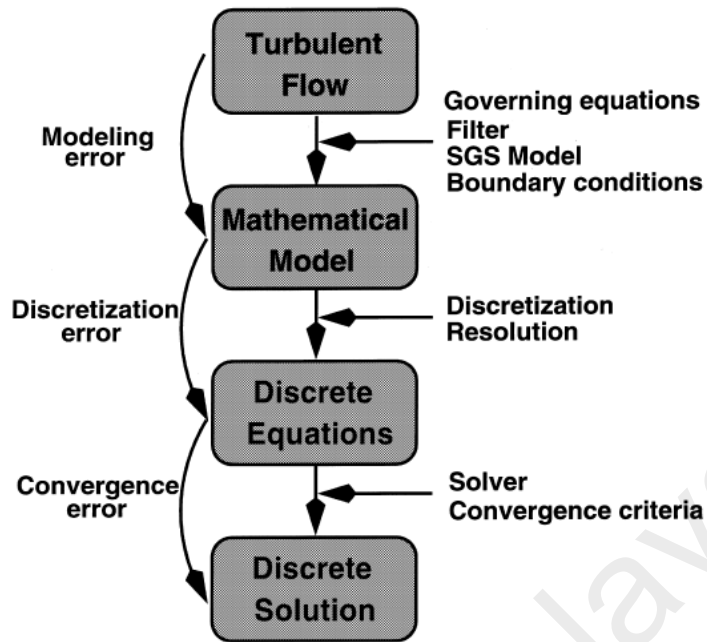 Turbulent
Flow
Governing equations
Filter
SGS Model
Boundary conditions
Modeling
error
Mathematical
Model
Discretization
error
Discretization
Resolution
Discrete
Equations
Convergence
error
Solver
Convergence criteria
Discrete
Solution